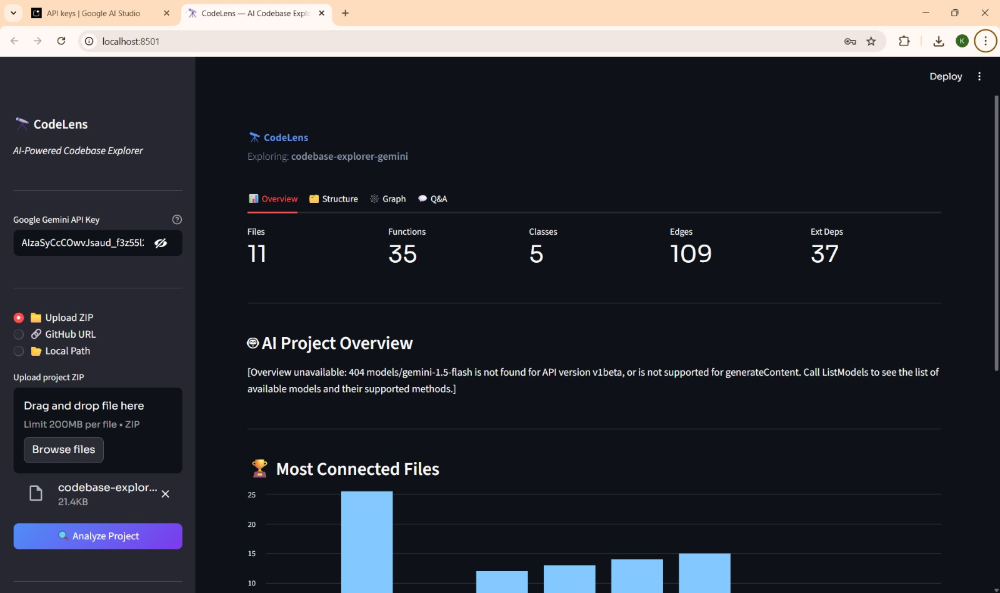 API keys | Google AI Studio
CodeLens — AI Codebase Explo
localhost:8501
K
Deploy
CodeLens
AI-Powered Codebase Explorer
Google Gemini API Key
AIzaSyCcCOwvJsaud_f3z55l
Upload ZIP
GitHub URL
Local Path
Upload project ZIP
Drag and drop file here
Limit 200MB per file • ZIP
Browse files
codebase-explor...
21.4KB
Analyze Project
CodeLens
Exploring: codebase-explorer-gemini
Overview Structure Graph Q&A
Files Functions Classes Edges Ext Deps
11 35 5 109 37
AI Project Overview
[Overview unavailable: 404 models/gemini-1.5-flash is not found for API version v1beta, or is not supported for generateContent. Call ListModels to see the list of
available models and their supported methods.]
Most Connected Files
25
20
15
10